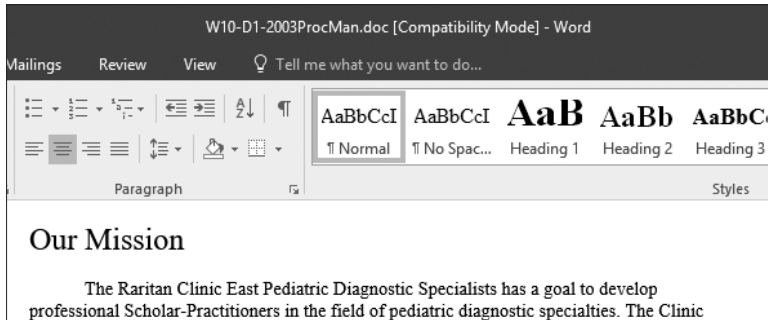 W10-D1-2003ProcMan.doc [Compatibility Mode] - Word
Mailings Review View Tell me what you want to do...
AaBbCcI AaBbCcI AaB AaBb AaBbC
¶ Normal ¶ No Spac... Heading 1 Heading 2 Heading 3
Paragraph Styles
Our Mission
The Raritan Clinic East Pediatric Diagnostic Specialists has a goal to develop
professional Scholar-Practitioners in the field of pediatric diagnostic specialties. The Clinic